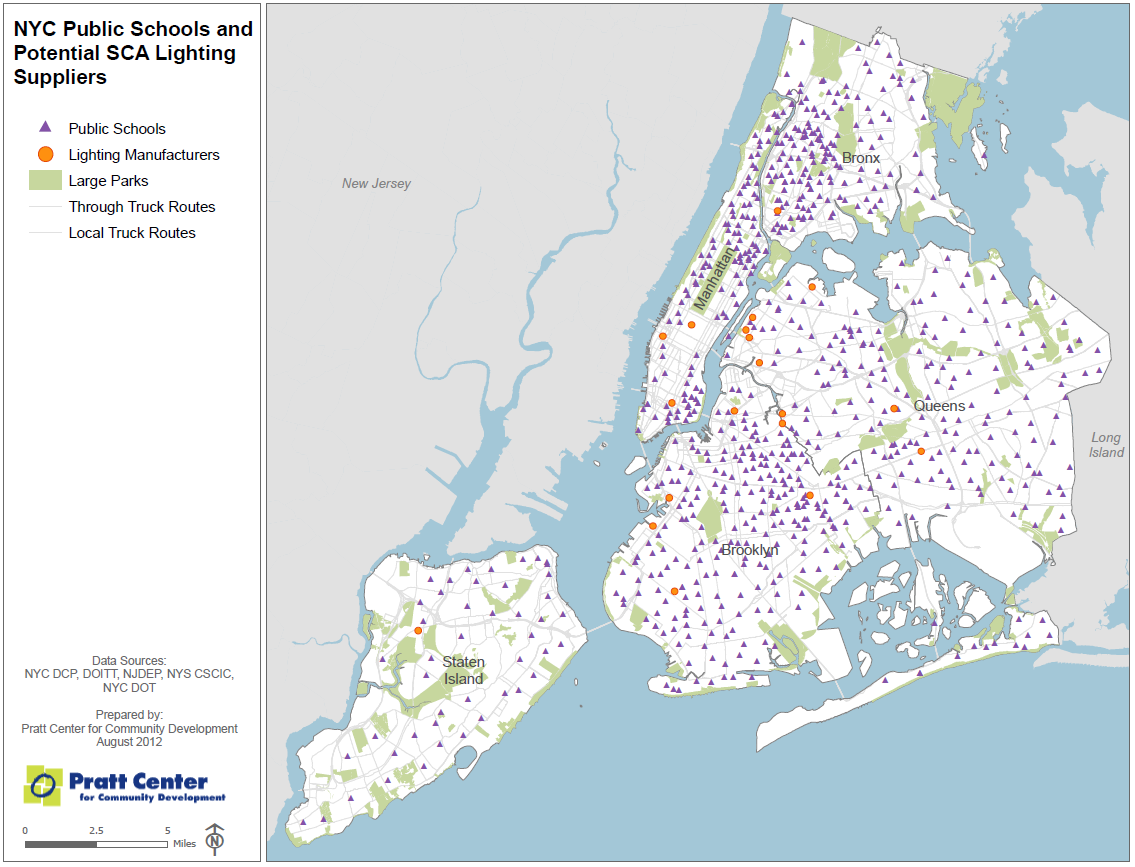 NYC Public Schools and
Potential SCA Lighting
Suppliers
Public Schools
Lighting Manufacturers
Large Parks
Through Truck Routes
Local Truck Routes
Data Sources:
NYC DCP, DOITT, NJDEP, NYS CSCIC,
NYC DOT
Prepared by:
Pratt Center for Community Development
August 2012
Pratt Center
for Community Development
0 2.5 5
Miles
N
New Jersey
Bronx
Manhattan
Queens
Long
Island
Brooklyn
Staten
Island